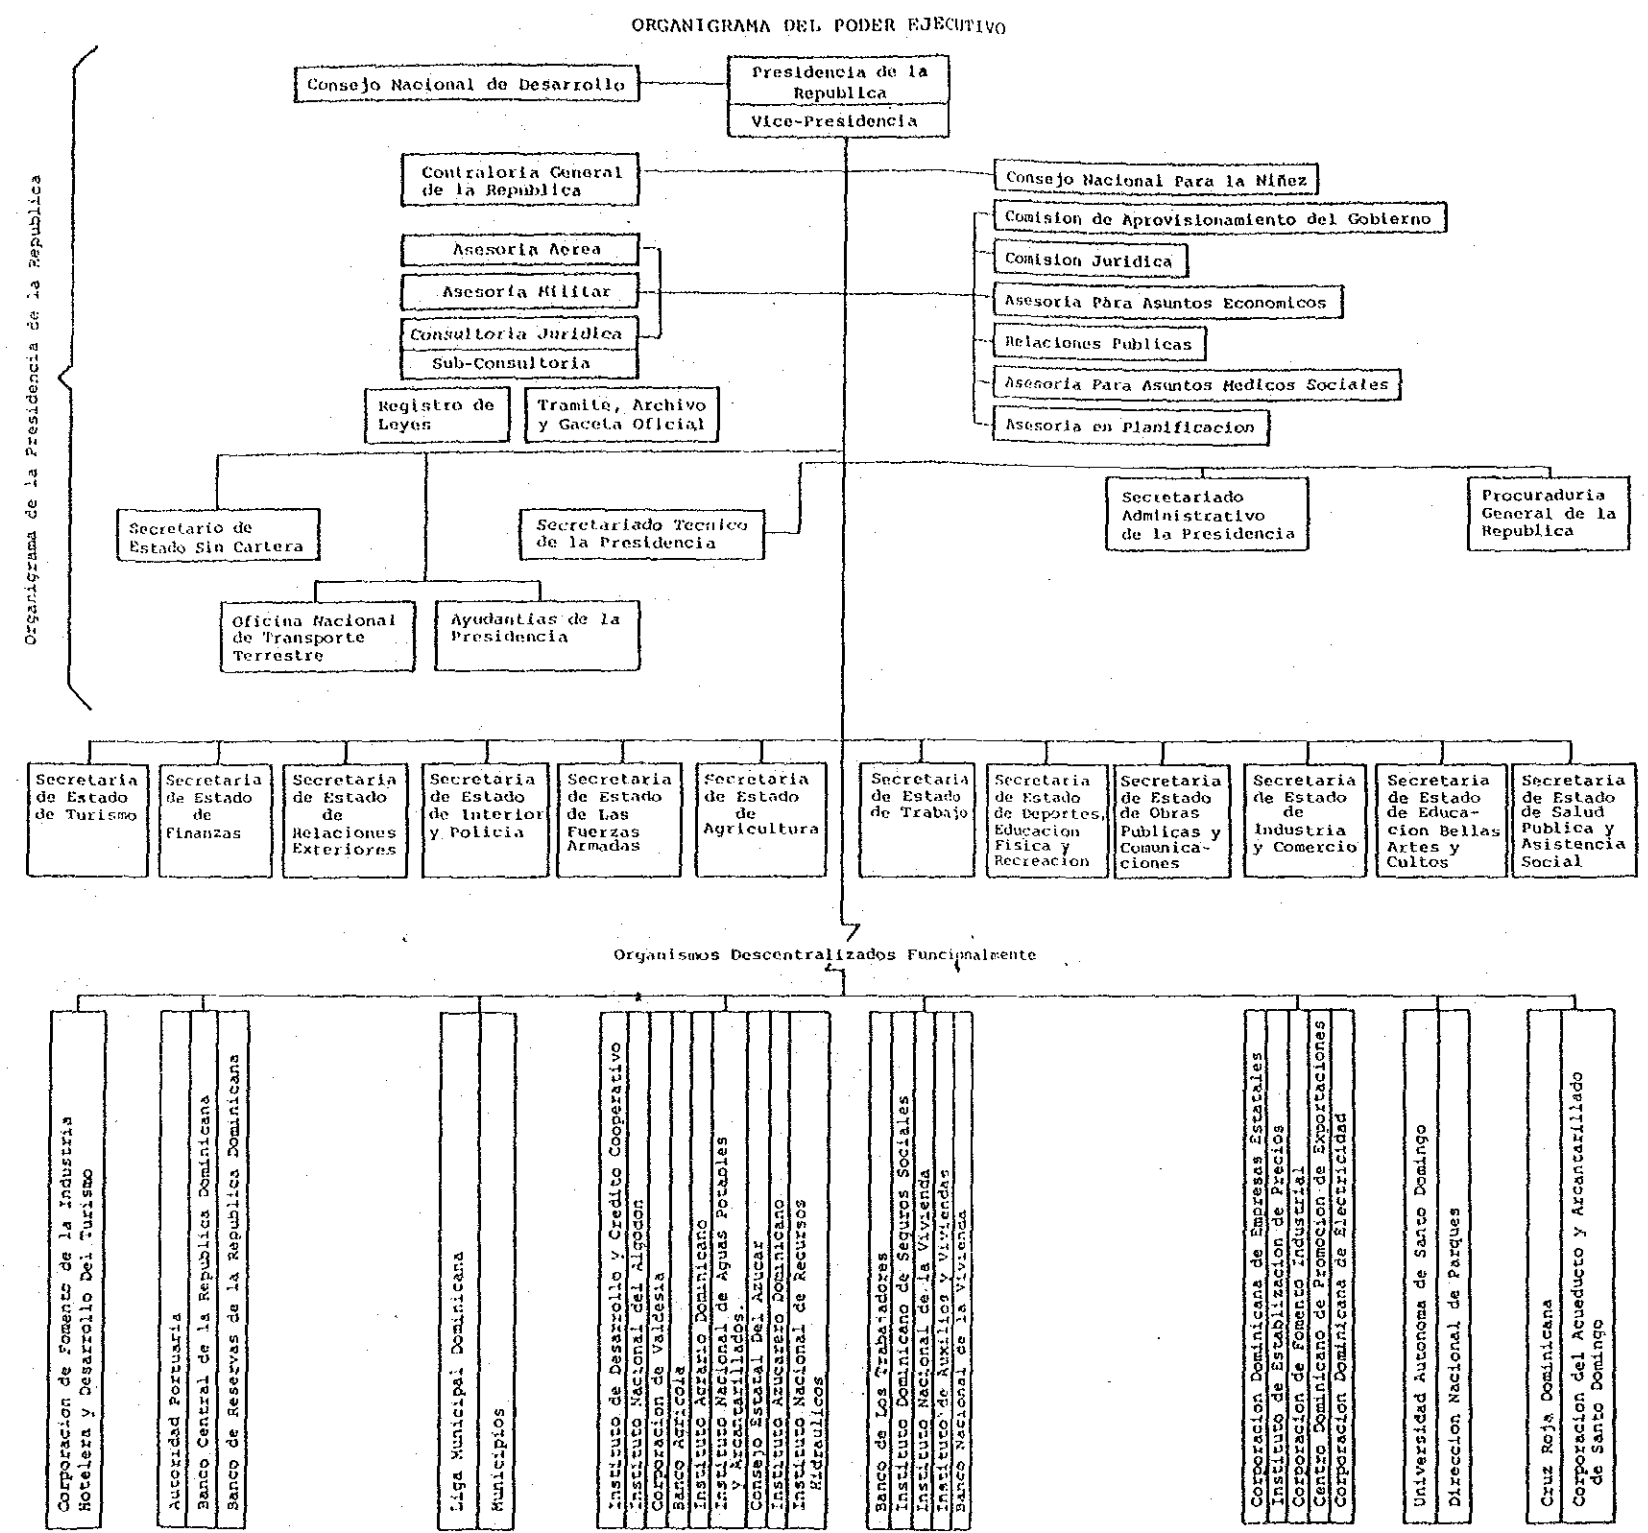 ORGANIGRAMA DEL PODER EJECUTIVO
Organigrama de la Presidencia de la Republica
Consejo Nacional de Desarrollo
Presidencia de la
Republica
Vice-Presidencia
Contraloria General
de la República
Consejo Nacional Para la Niñez
Comision de Aprovisionamiento del Gobierno
Asesoría Aerea
Comision Juridica
Asesoría Militar
Asesoria Para Asuntos Economicos
Consultoria Juridica
Sub-Consultoria
Relaciones Publicas
Asesoria Para Asuntos Medicos Sociales
Registro de
Leyes
Tramite, Archivo
y Gaceta Oficial
Asesoria en Planificacion
Secretario de
Estado Sin Cartera
Secretariado Tecnico
de la Presidencia
Secretariado
Administrativo
de la Presidencia
Procuraduria
General de la
Republica
Oficina Nacional
de Transporte
Terrestre
Ayudantias de la
Presidencia
Secretaria
de Estado
de Turismo
Secretaria
de Estado
de
Finanzas
Secretaria
de Estado
de
Relaciones
Exteriores
Secretaria
de Estado
de Interior
y Policia
Secretaria
de Estado
de Las
Fuerzas
Armadas
Secretaria
de Estado
de
Agricultura
Secretaria
de Estado
de Trabajo
Secretaria
de Estado
de Deportes,
Educacion
Fisica y
Recreacion
Secretaria
de Estado
de Obras
Publicas y
Comunica-
ciones
Secretaria
de Estado
de
Industria
y Comercio
Secretaria
de Estado
de Educa-
cion Bellas
Artes y
Cultos
Secretaria
de Estado
de Salud
Publica y
Asistencia
Social
Organismos Descentralizados Funcionalmente
Corporacion de Fomento de la Industria
Hotelera y Desarrollo Del Turismo
Autoridad Portuaria
Banco Central de la Republica Dominicana
Banco de Reservas de la Republica Dominicana
Liga Municipal Dominicana
Municipios
Instituto de Desarrollo y Credito Cooperativo
Instituto Nacional del Algodon
Corporacion de Valdesia
Banco Agricola
Instituto Agrario Dominicano
Instituto Nacional de Aguas Potables
y Arcantarillados.
Consejo Estatal Del Azucar
Instituto Azucarero Dominicano
Instituto Nacional de Recursos
Hidraulicos
Banco de Los Trabajadores
Instituto Dominicano de Seguros Sociales
Instituto Nacional de la Vivienda
Instituto de Auxilios y Viviendas
Banco Nacional de la Vivienda
Corporacion Dominicana de Empresas Estatales
Instituto de Establizacion de Precios
Corporacion de Fomento Industrial
Centro Dominicano de Promocion de Exportaciones
Corporacion Dominicana de Electricidad
Universidad Autonoma de Santo Domingo
Direccion Nacional de Parques
Cruz Roja Dominicana
Corporacion del Acueducto y Arcantarillado
de Santo Domingo